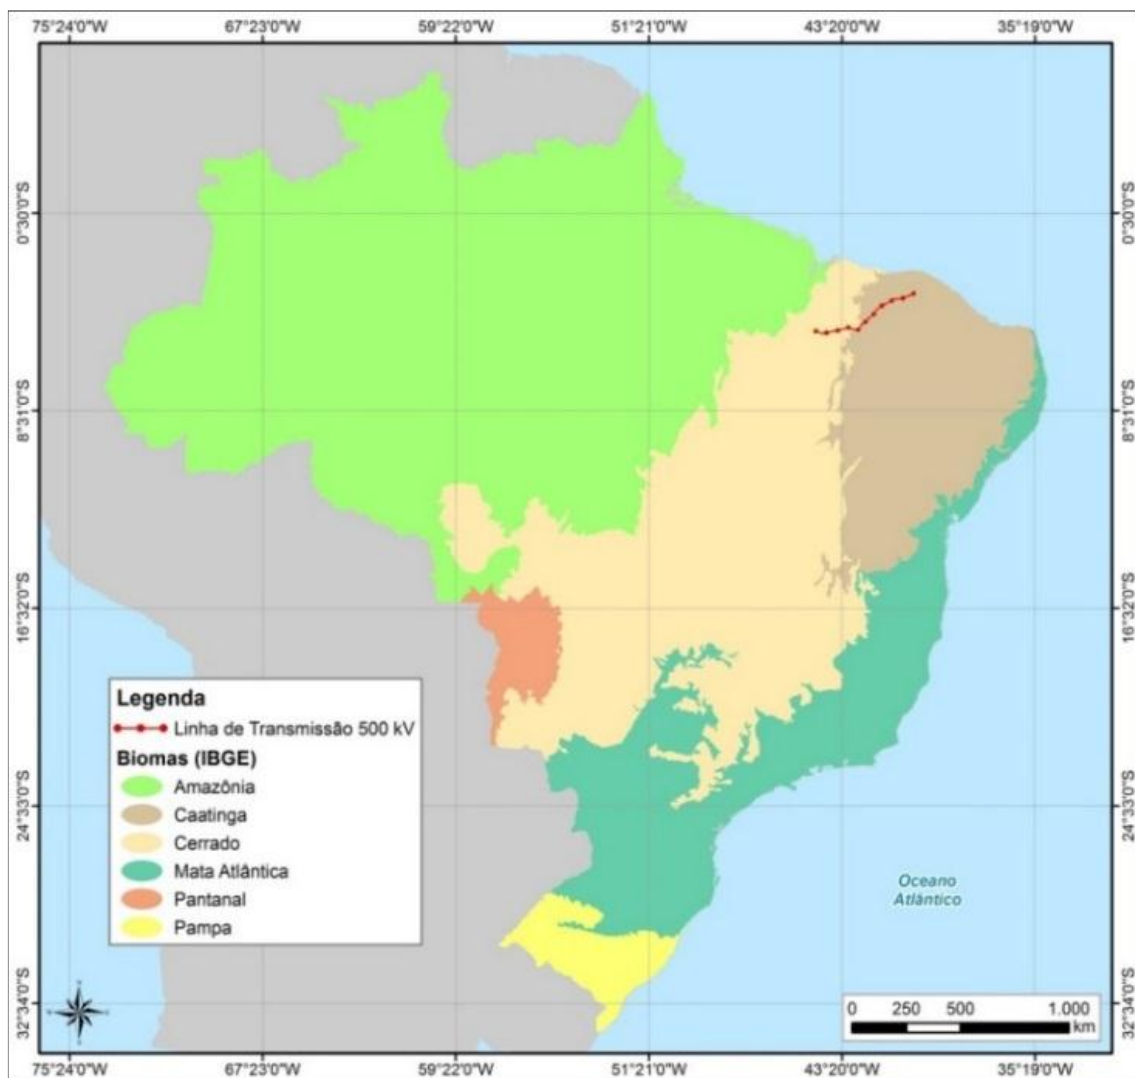 75°24'0"W 67°23'0"W 59°22'0"W 51°21'0"W 43°20'0"W 35°19'0"W
0°30'0"S 0°30'0"S
8°31'0"S 8°31'0"S
16°32'0"S 16°32'0"S
Legenda
Linha de Transmissão 500 kV
Biomas (IBGE)
Amazônia
Caatinga
Cerrado
Mata Atlântica
Pantanal
Pampa
24°33'0"S 24°33'0"S
Oceano
Atlântico
32°34'0"S 32°34'0"S
0 250 500 1.000
km
75°24'0"W 67°23'0"W 59°22'0"W 51°21'0"W 43°20'0"W 35°19'0"W